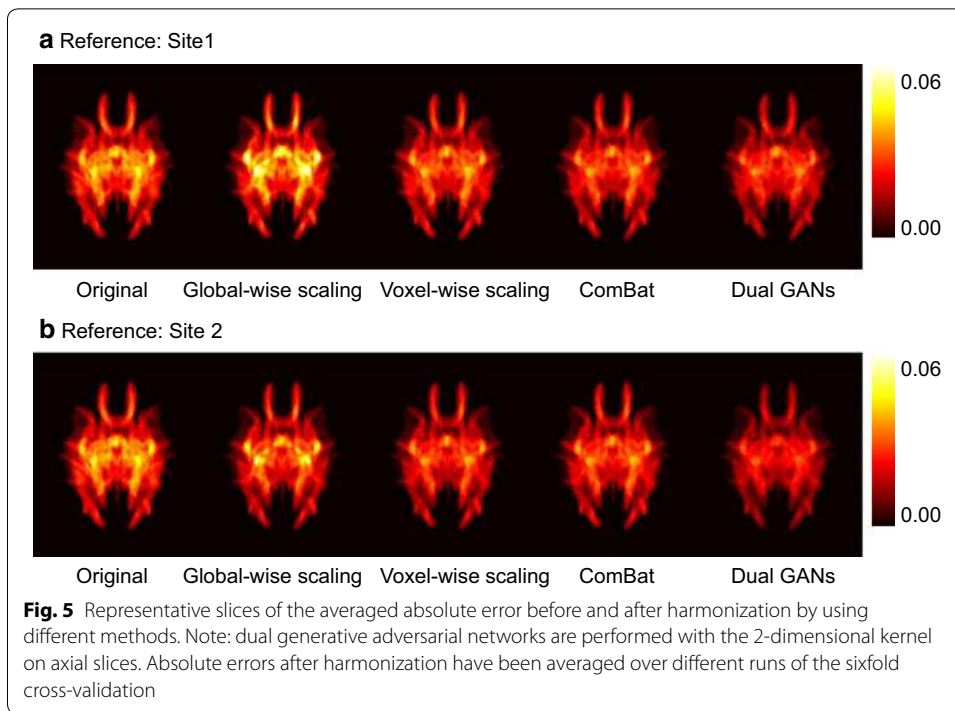 a Reference: Site1
0.06
0.00
Original Global-wise scaling Voxel-wise scaling ComBat Dual GANs
b Reference: Site 2
0.06
0.00
Original Global-wise scaling Voxel-wise scaling ComBat Dual GANs
Fig. 5 Representative slices of the averaged absolute error before and after harmonization by using
different methods. Note: dual generative adversarial networks are performed with the 2-dimensional kernel
on axial slices. Absolute errors after harmonization have been averaged over different runs of the sixfold
cross-validation